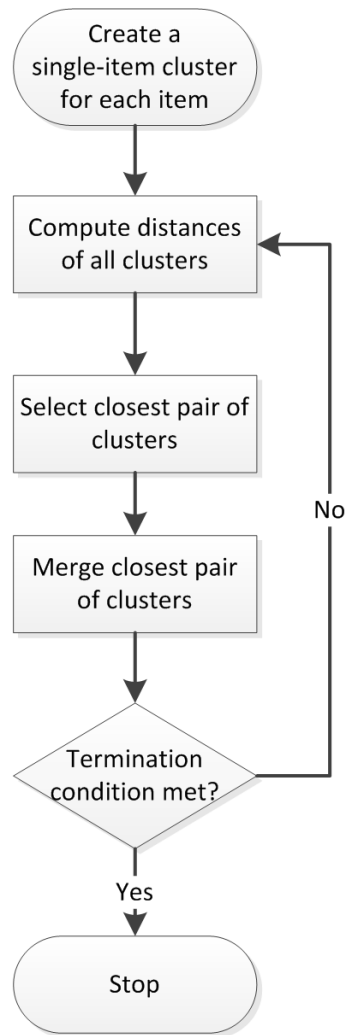 Create a
single-item cluster
for each item
Compute distances
of all clusters
Select closest pair of
clusters
No
Merge closest pair
of clusters
Termination
condition met?
Yes
Stop